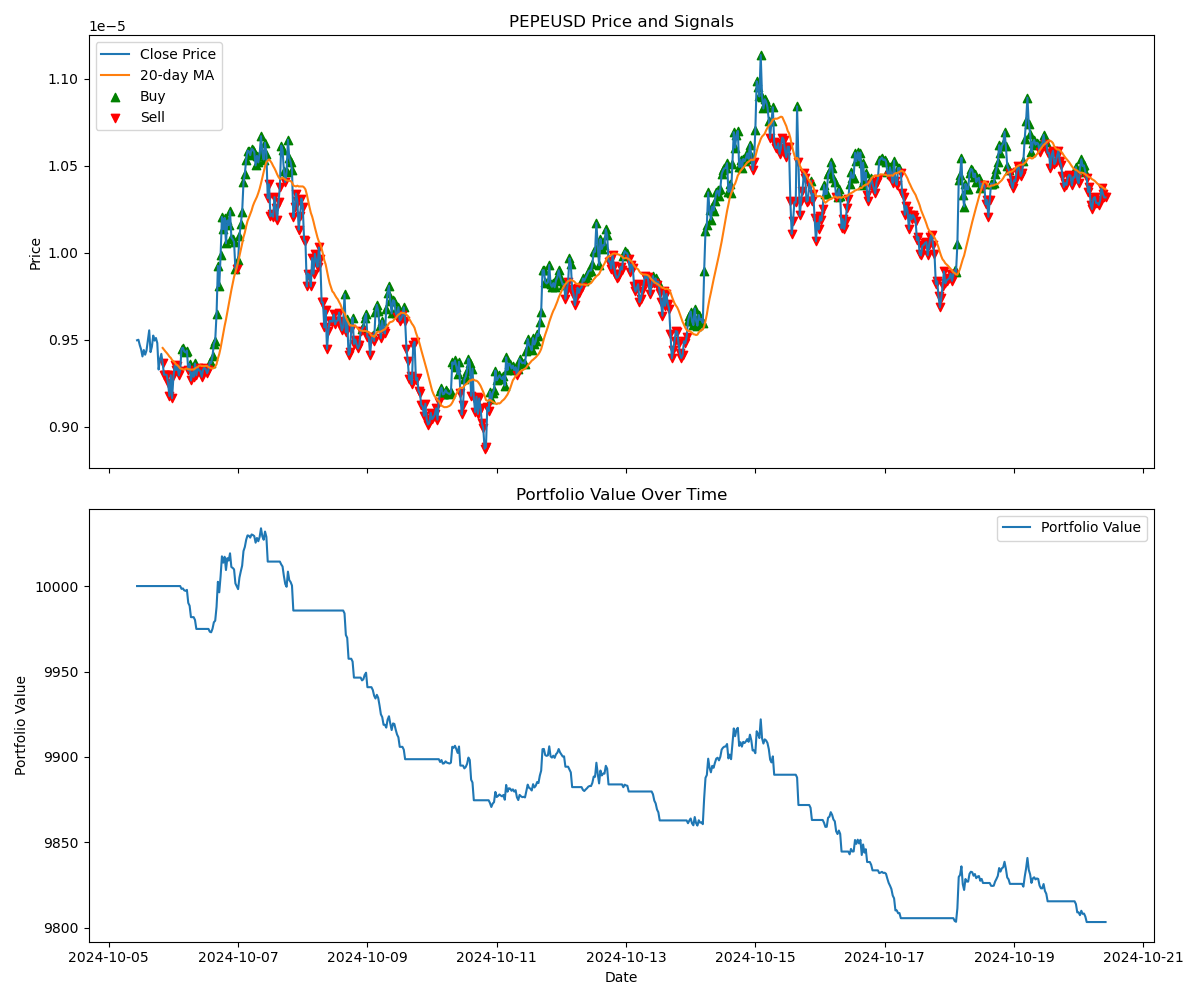 PEPEUSD Price and Signals
1e−5
Close Price
20-day MA
Buy
Sell
1.10
1.05
1.00
0.95
0.90
Price
Portfolio Value Over Time
Portfolio Value
10000
9950
9900
9850
9800
Portfolio Value
2024-10-05 2024-10-07 2024-10-09 2024-10-11 2024-10-13 2024-10-15 2024-10-17 2024-10-19 2024-10-21
Date